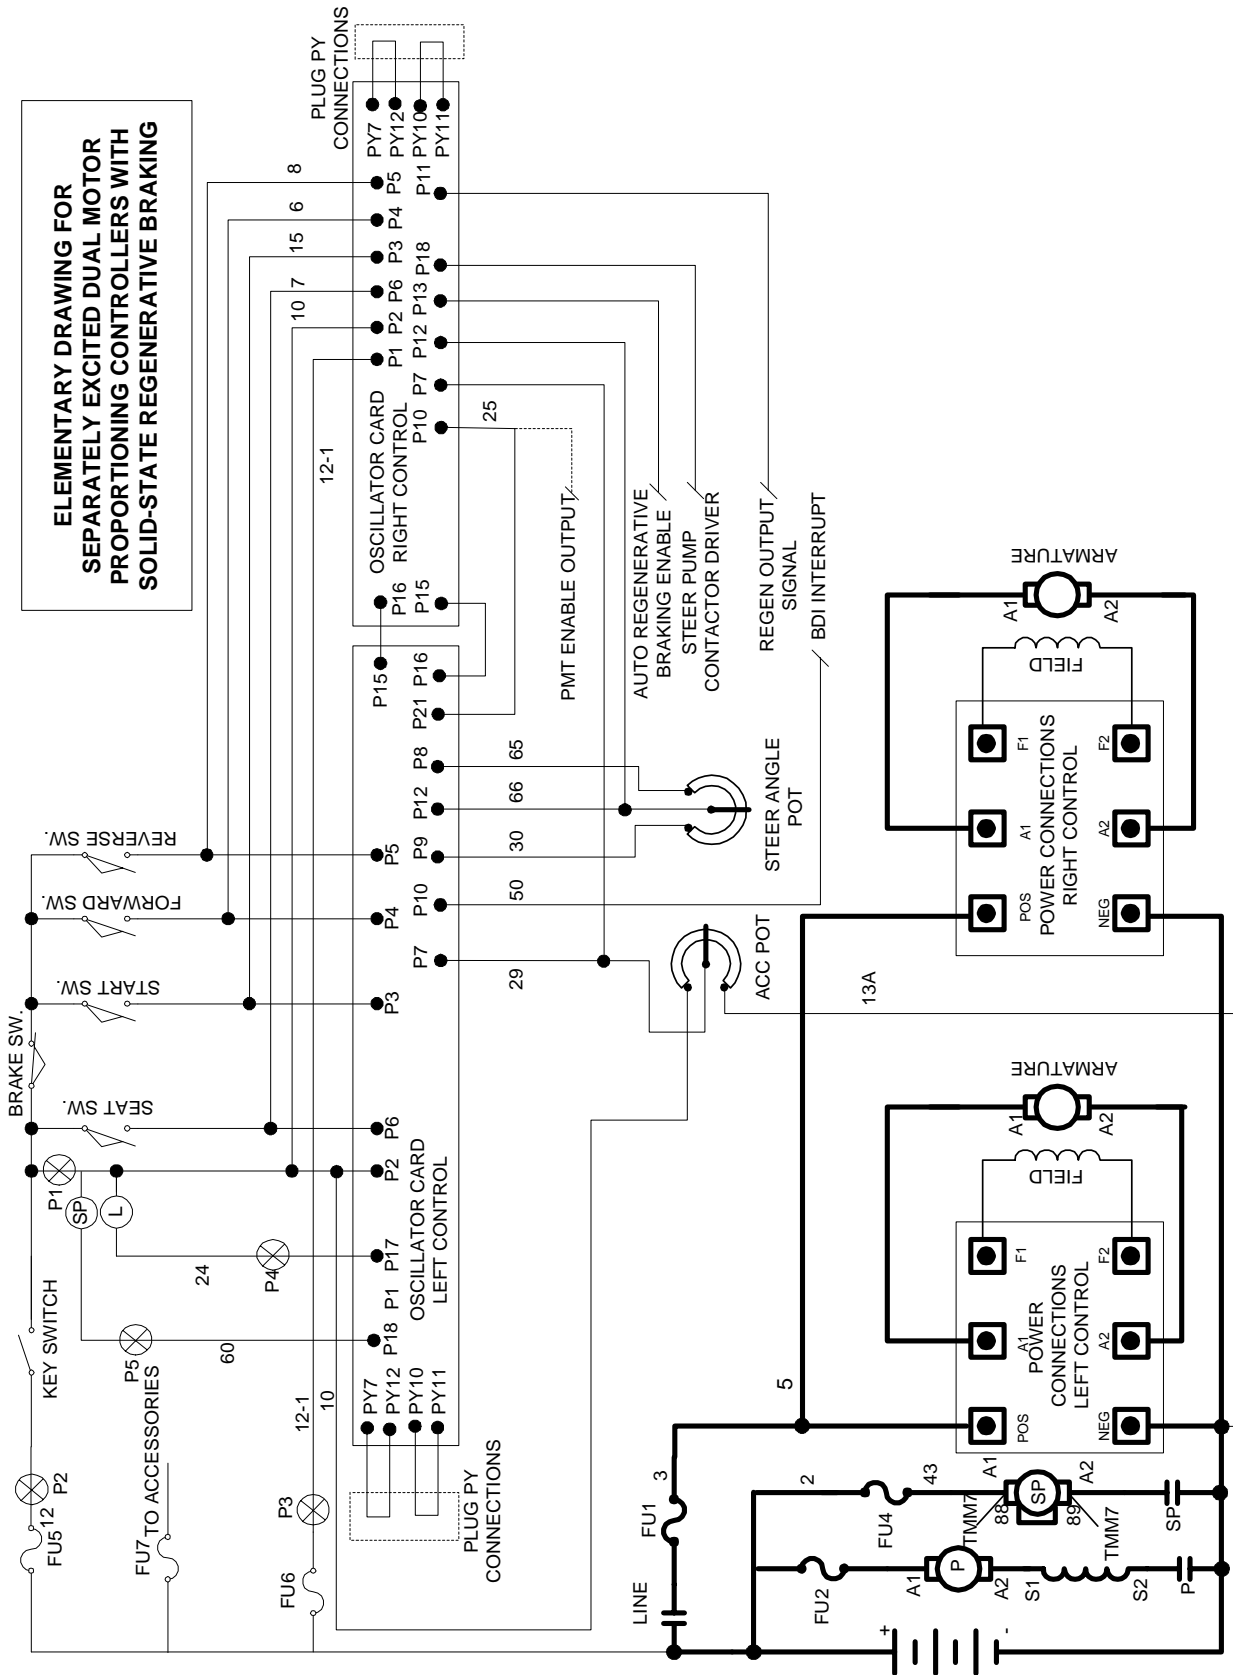 ELEMENTARY DRAWING FOR
SEPARATELY EXCITED DUAL MOTOR
PROPORTIONING CONTROLLERS WITH
SOLID-STATE REGENERATIVE BRAKING
FU5
12
P2
KEY SWITCH
P1
SP
L
SEAT SW.
BRAKE SW.
START SW.
FORWARD SW.
REVERSE SW.
FU7
TO ACCESSORIES
P5
60
24
P4
FU6
P3
12-1
10
12-1
10
7
15
6
8
PLUG PY
CONNECTIONS
PY7
PY12
PY10
PY11
P18
P1
P17
P2
P6
P3
P4
P5
P15
OSCILLATOR CARD
LEFT CONTROL
P7
P10
P9
P12
P8
P21
P16
P16
P15
OSCILLATOR CARD
RIGHT CONTROL
P1
P2
P6
P3
P4
P5
P10
P7
P12
P13
P18
P11
PY7
PY12
PY10
PY11
PLUG PY
CONNECTIONS
29
50
30
66
65
25
PMT ENABLE OUTPUT
AUTO REGENERATIVE
BRAKING ENABLE
STEER PUMP
CONTACTOR DRIVER
REGEN OUTPUT
SIGNAL
BDI INTERRUPT
ACC POT
STEER ANGLE
POT
13A
LINE
FU1
3
5
2
FU2
FU4
43
A1
P
A2
S1
S2
P
TMM7
88
A1
SP
A2
89
TMM7
SP
+
-
POS
NEG
A1
A2
F1
F2
POWER
CONNECTIONS
LEFT CONTROL
FIELD
A1
A2
ARMATURE
POS
NEG
A1
A2
F1
F2
POWER CONNECTIONS
RIGHT CONTROL
FIELD
A1
A2
ARMATURE